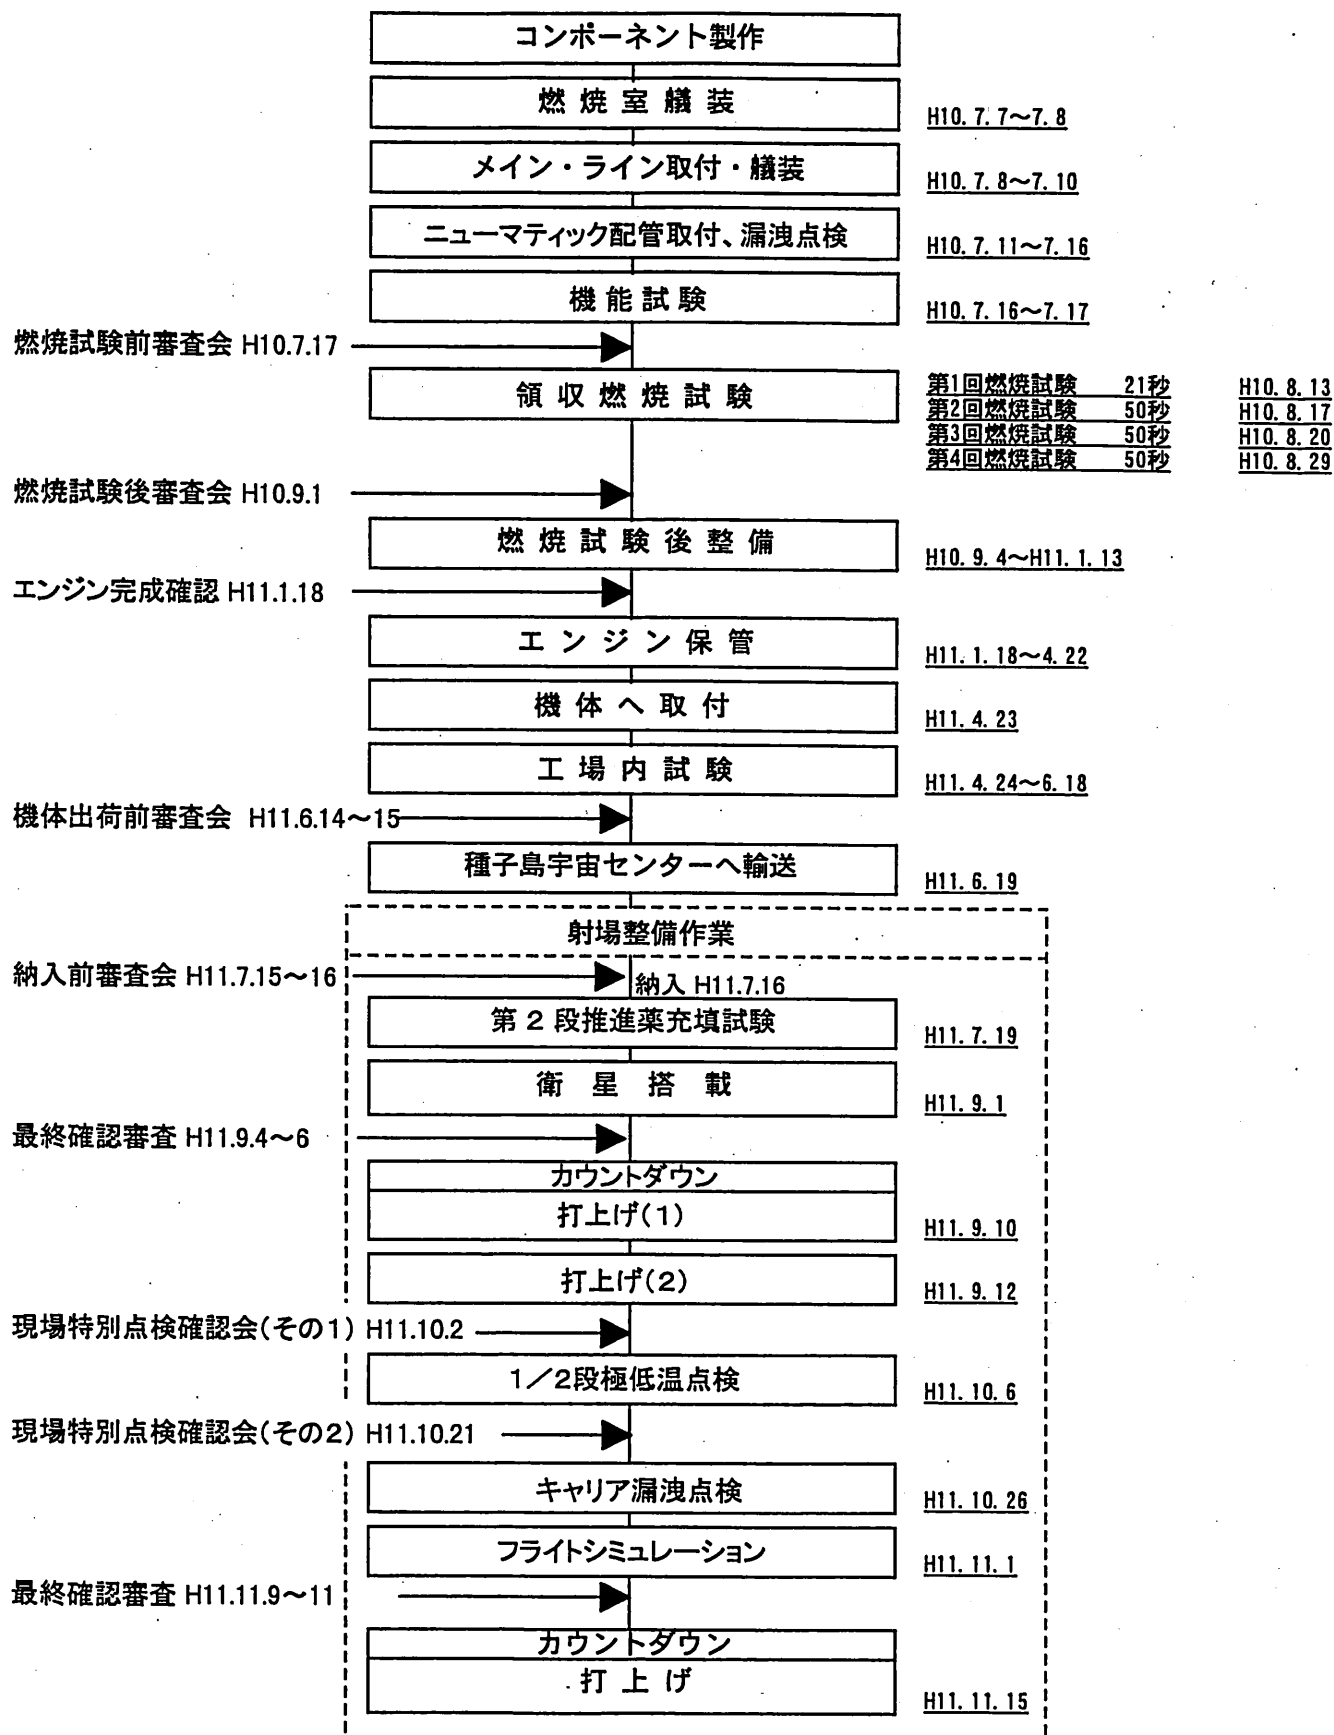 コンポーネント製作
燃焼室艤装
H10.7.7～7.8
メイン・ライン取付・艤装
H10.7.8～7.10
ニューマティック配管取付、漏洩点検
H10.7.11～7.16
機能試験
H10.7.16～7.17
燃焼試験前審査会 H10.7.17
領収燃焼試験
第1回燃焼試験 21秒 H10.8.13
第2回燃焼試験 50秒 H10.8.17
第3回燃焼試験 50秒 H10.8.20
第4回燃焼試験 50秒 H10.8.29
燃焼試験後審査会 H10.9.1
燃焼試験後整備
H10.9.4～H11.1.13
エンジン完成確認 H11.1.18
エンジン保管
H11.1.18～4.22
機体へ取付
H11.4.23
工場内試験
H11.4.24～6.18
機体出荷前審査会 H11.6.14～15
種子島宇宙センターへ輸送
H11.6.19
射場整備作業
納入前審査会 H11.7.15～16
納入 H11.7.16
第2段推進薬充填試験
H11.7.19
衛星搭載
H11.9.1
最終確認審査 H11.9.4～6
カウントダウン
打上げ(1)
H11.9.10
打上げ(2)
H11.9.12
現場特別点検確認会(その1) H11.10.2
1／2段極低温点検
H11.10.6
現場特別点検確認会(その2) H11.10.21
キャリア漏洩点検
H11.10.26
フライトシミュレーション
H11.11.1
最終確認審査 H11.11.9～11
カウントダウン
打上げ
H11.11.15